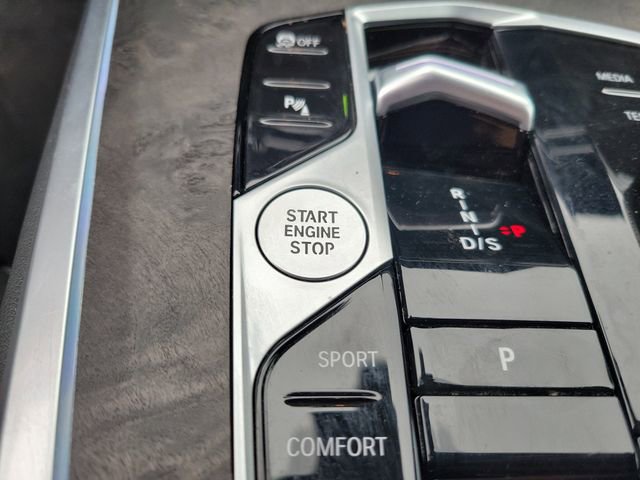 OFF
MEDIA
P
START
ENGINE
STOP
R
N
D/S P
SPORT
P
COMFORT